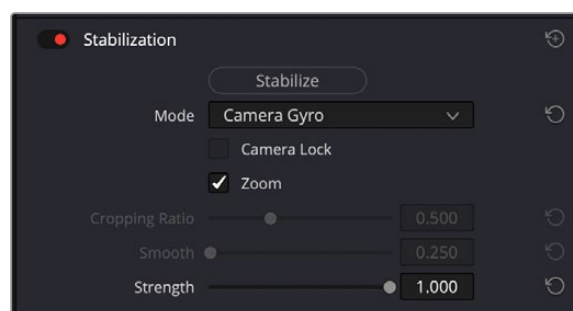 Stabilization
Stabilize
Mode Camera Gyro
Camera Lock
Zoom
Cropping Ratio 0.500
Smooth 0.250
Strength 1.000